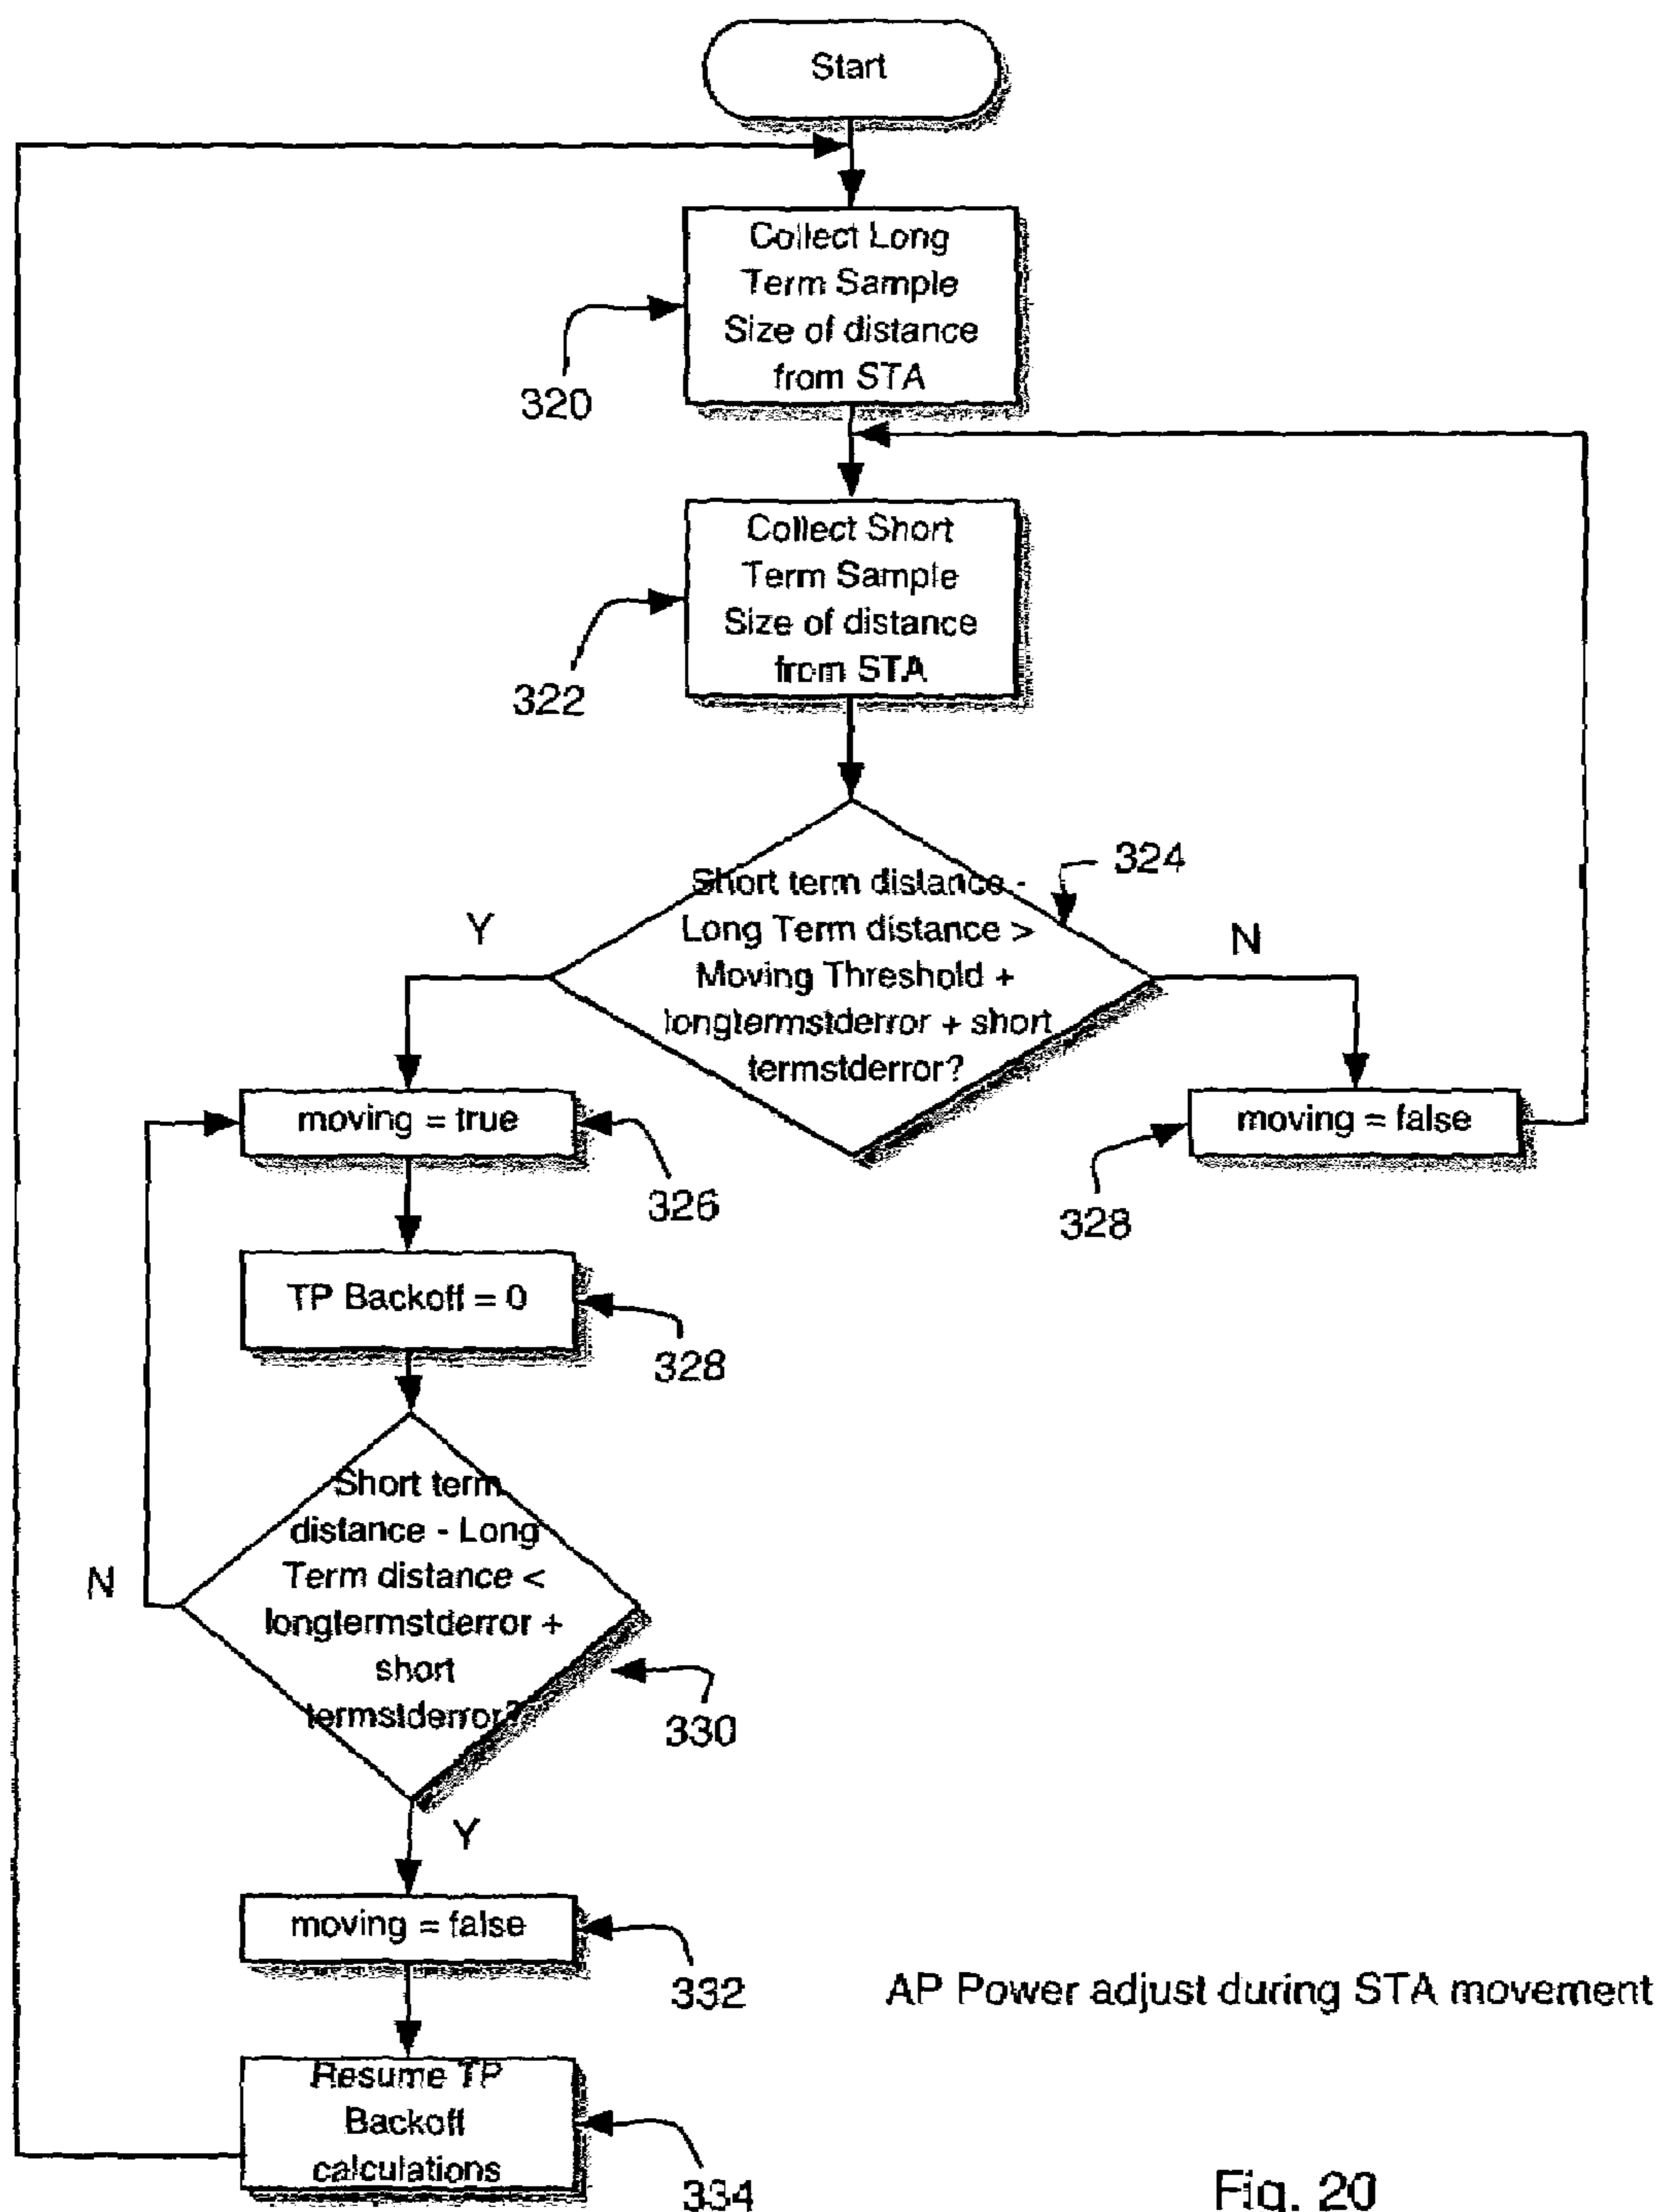 Start
Collect Long
Term Sample
Size of distance
from STA
320
Collect Short
Term Sample
Size of distance
from STA
322
Short term distance -
Long Term distance >
Moving Threshold +
longtermstderror + short
termstderror?
324
Y
N
moving = true
326
moving = false
328
TP Backoff = 0
328
Short term
distance - Long
Term distance <
longtermstderror +
short
termstderror?
330
N
Y
moving = false
332
AP Power adjust during STA movement
Resume TP
Backoff
calculations
334
Fig. 20